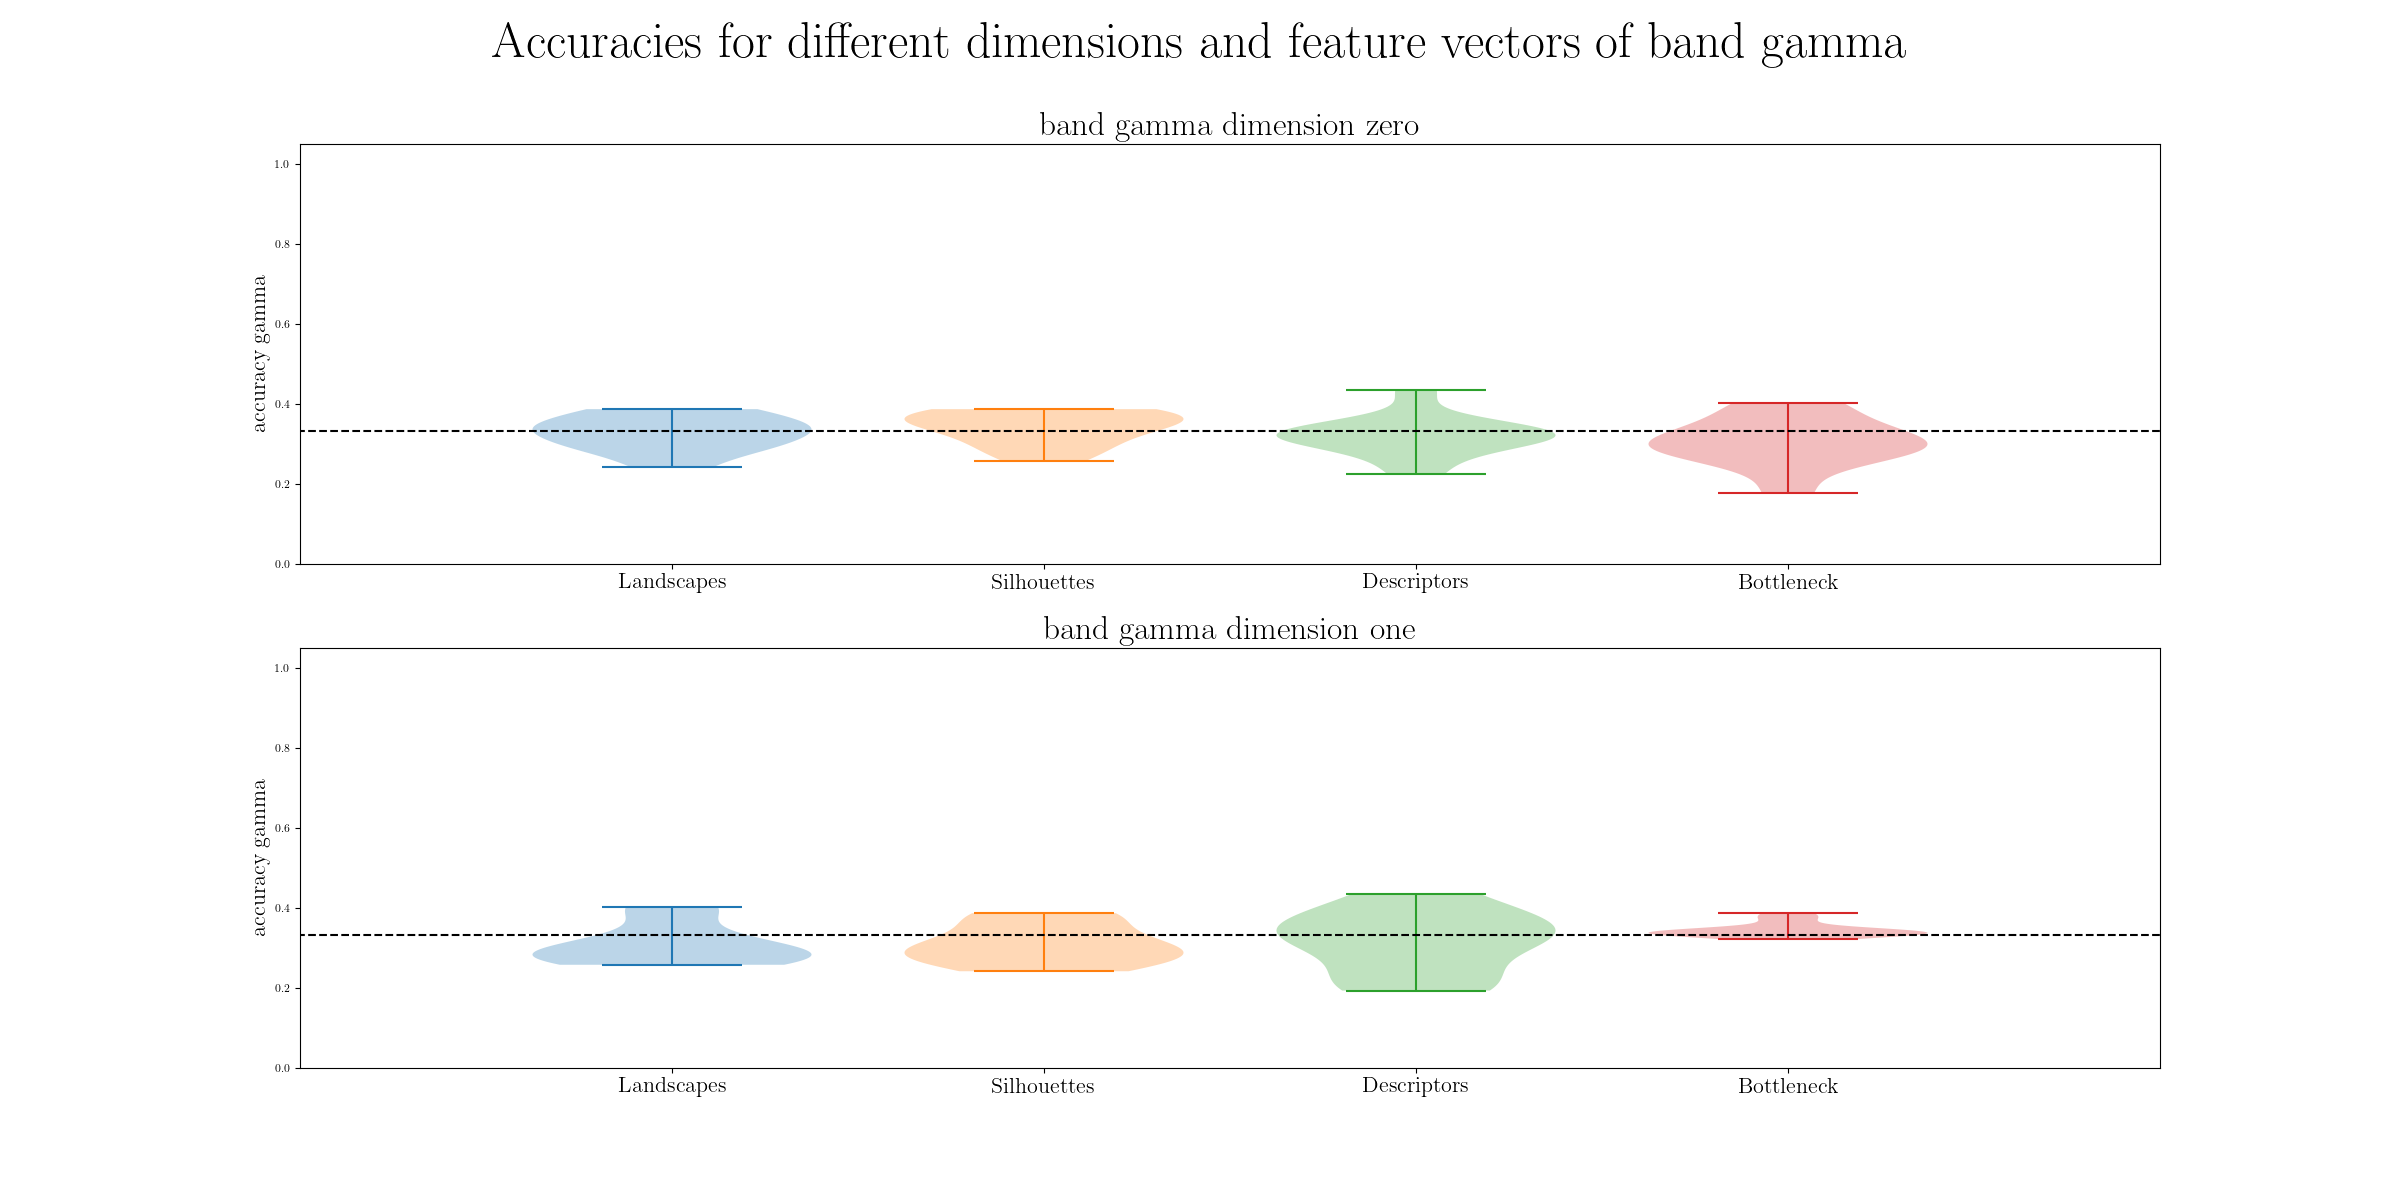 Accuracies for different dimensions and feature vectors of band gamma
band gamma dimension zero
1.0
0.8
0.6
0.4
0.2
0.0
accuracy gamma
Landscapes Silhouettes Descriptors Bottleneck
band gamma dimension one
1.0
0.8
0.6
0.4
0.2
0.0
accuracy gamma
Landscapes Silhouettes Descriptors Bottleneck